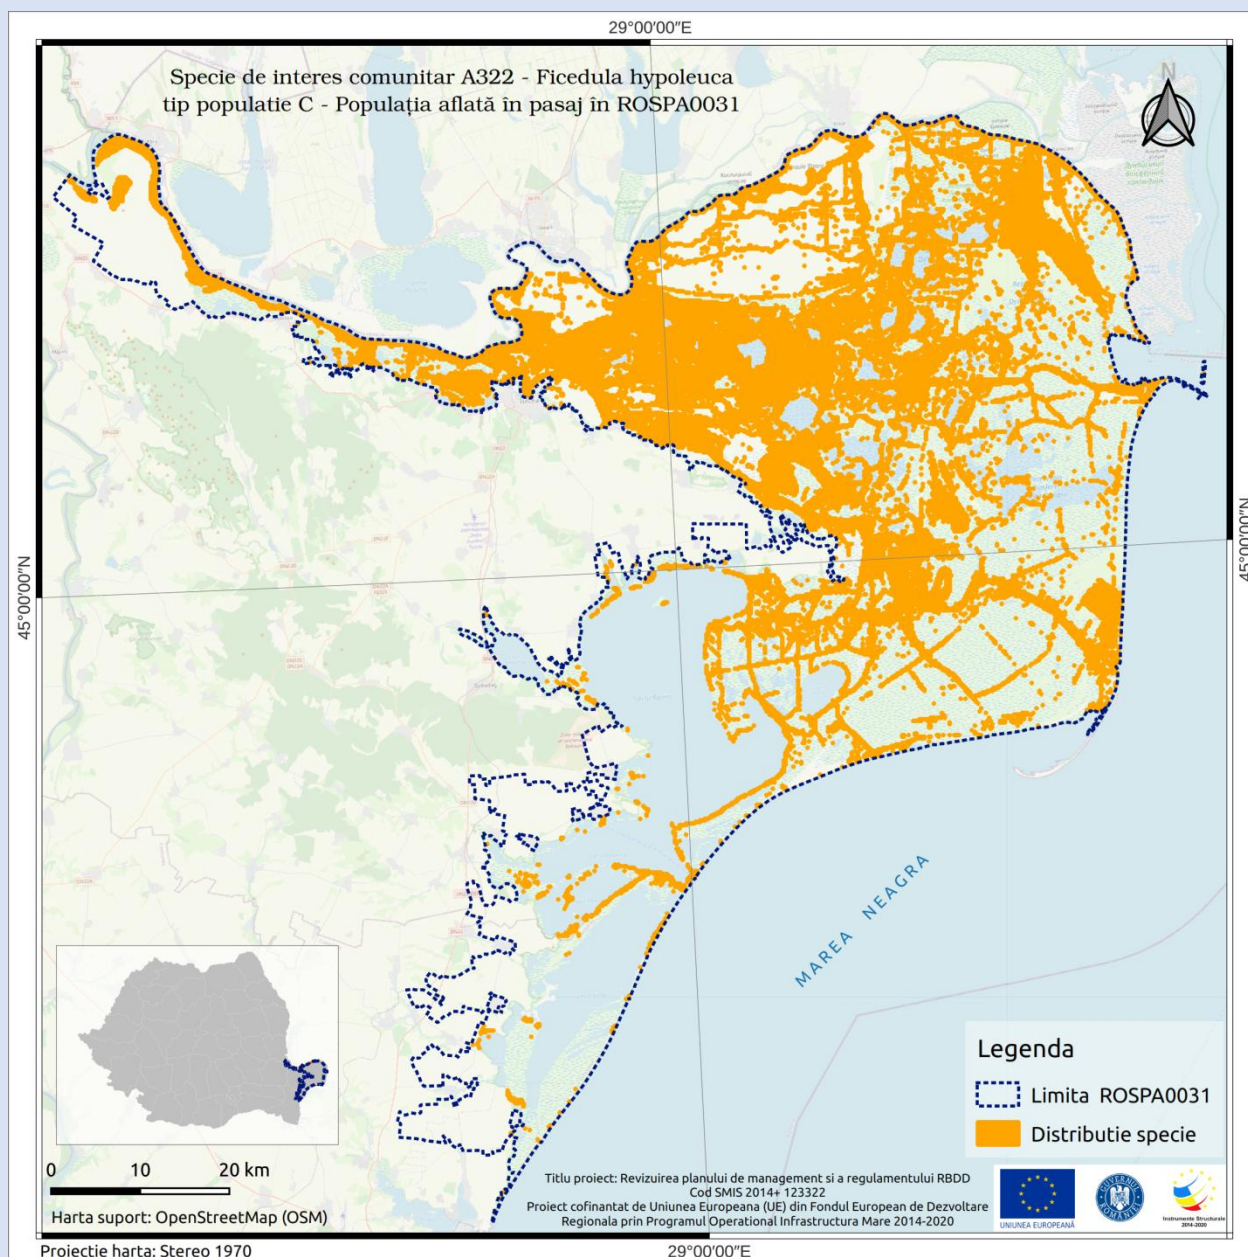 29°00′00″E
Specie de interes comunitar A322 - Ficedula hypoleuca
tip populatie C - Populația aflată în pasaj în ROSPA0031
N
45°00′00″N
45°00′00″N
MAREA NEAGRA
Legenda
Limita ROSPA0031
Distributie specie
0 10 20 km
Harta suport: OpenStreetMap (OSM)
Titlu proiect: Revizuirea planului de management si a regulamentului RBDD
Cod SMIS 2014+ 123322
Proiect cofinantat de Uniunea Europeana (UE) din Fondul European de Dezvoltare
Regionala prin Programul Operational Infrastructura Mare 2014-2020
UNIUNEA EUROPEANĂ
GUVERNUL ROMÂNIEI
Instrumente Structurale
2014-2020
Proiectie harta: Stereo 1970
29°00′00″E